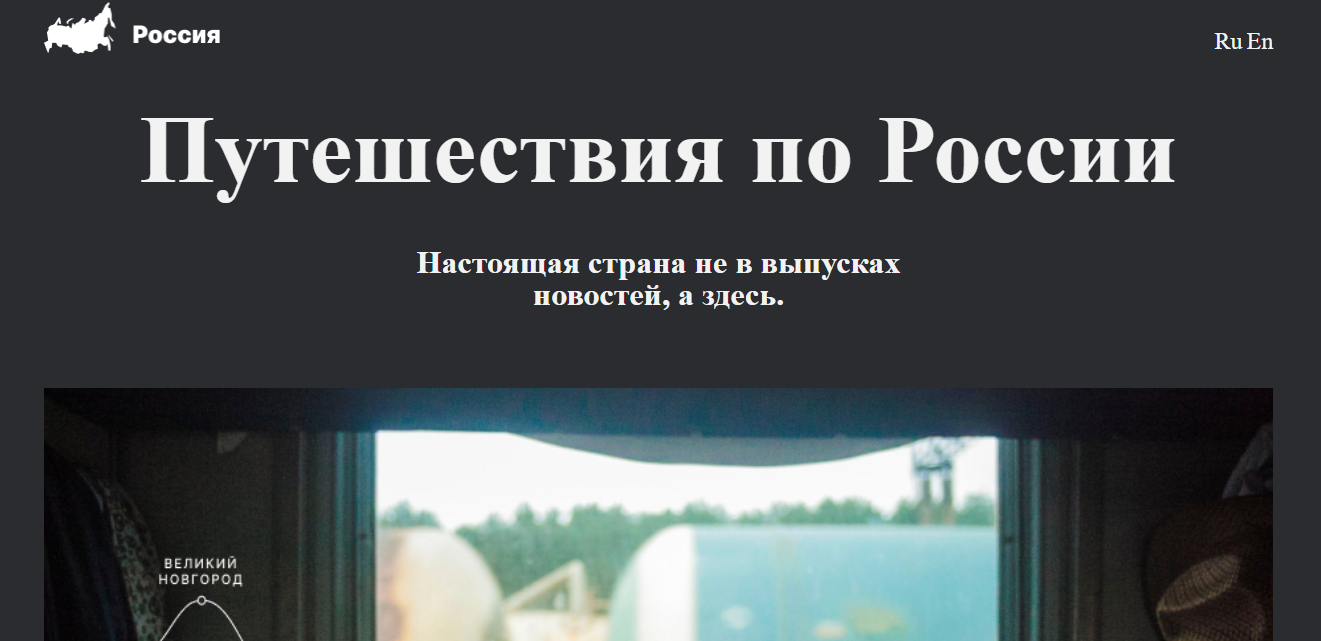 Россия
Ru En
Путешествия по России
Настоящая страна не в выпусках
новостей, а здесь.
ВЕЛИКИЙ
НОВГОРОД